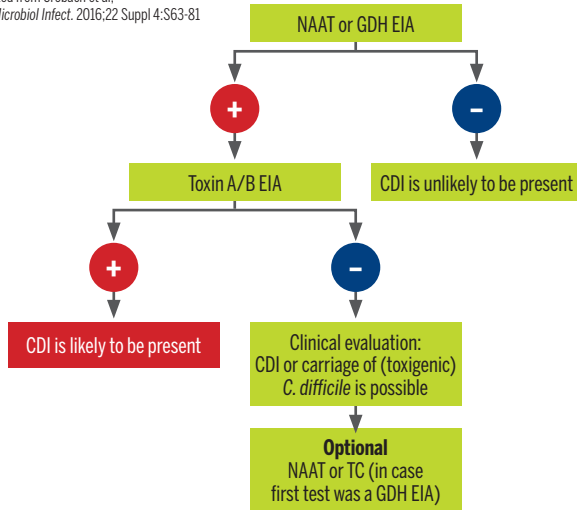 Microbiol Infect. 2016;22 Suppl 4:S63-81
NAAT or GDH EIA
+
–
Toxin A/B EIA
CDI is unlikely to be present
+
–
CDI is likely to be present
Clinical evaluation:
CDI or carriage of (toxigenic)
C. difficile is possible
Optional
NAAT or TC (in case
first test was a GDH EIA)